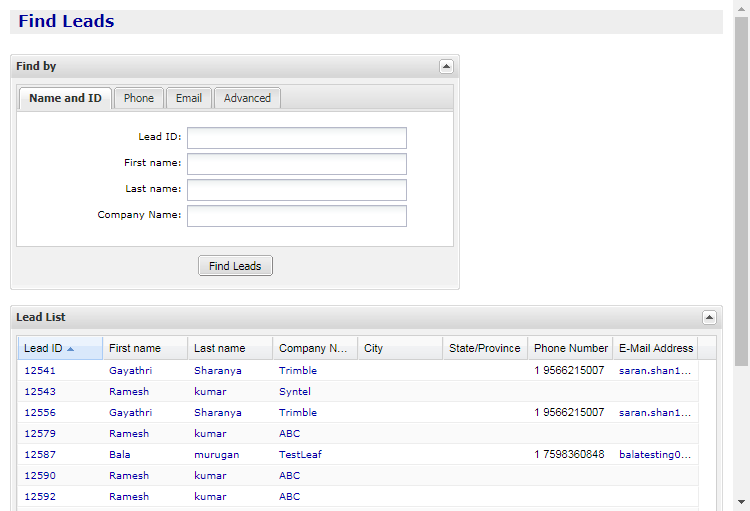 Find Leads
Find by
Name and ID Phone Email Advanced
Lead ID:
First name:
Last name:
Company Name:
Find Leads
Lead List
Lead ID First name Last name Company N... City State/Province Phone Number E-Mail Address
12541 Gayathri Sharanya Trimble 1 9566215007 saran.shan1...
12543 Ramesh kumar Syntel
12556 Gayathri Sharanya Trimble 1 9566215007 saran.shan1...
12579 Ramesh kumar ABC
12587 Bala murugan TestLeaf 1 7598360848 balatesting0...
12590 Ramesh kumar ABC
12592 Ramesh kumar ABC